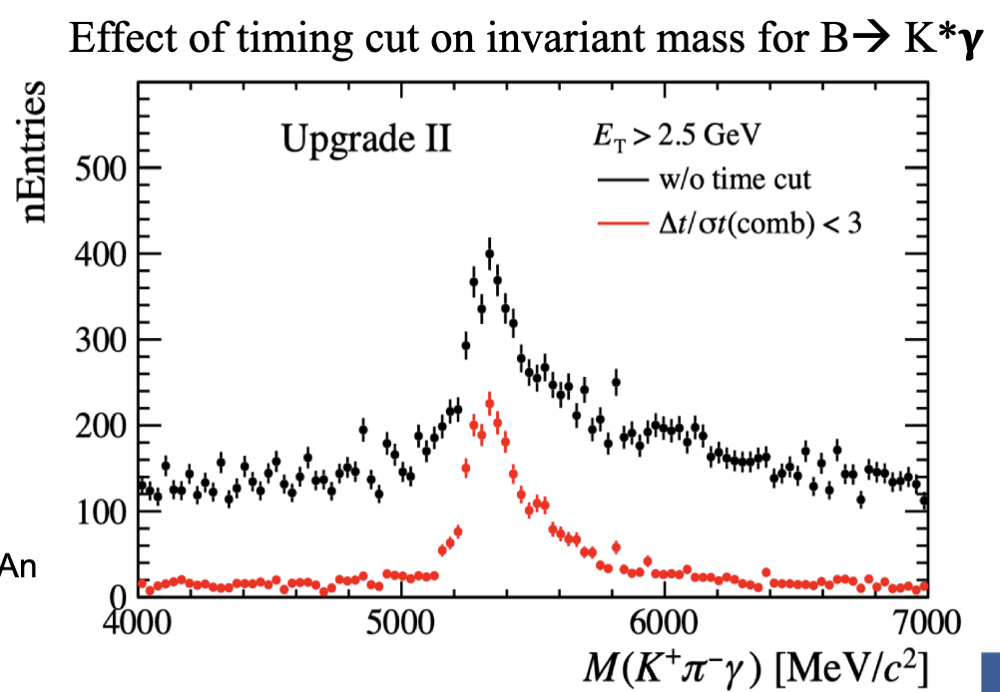 Effect of timing cut on invariant mass for B→ K*γ
nEntries
Upgrade II
E_T > 2.5 GeV
w/o time cut
Δt/σt(comb) < 3
500
400
300
200
100
0
4000 5000 6000 7000
M(K⁺π⁻γ) [MeV/c²]
An